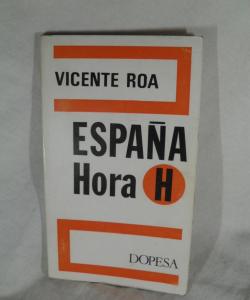 VICENTE ROA
ESPAÑA
Hora H
DOPESA